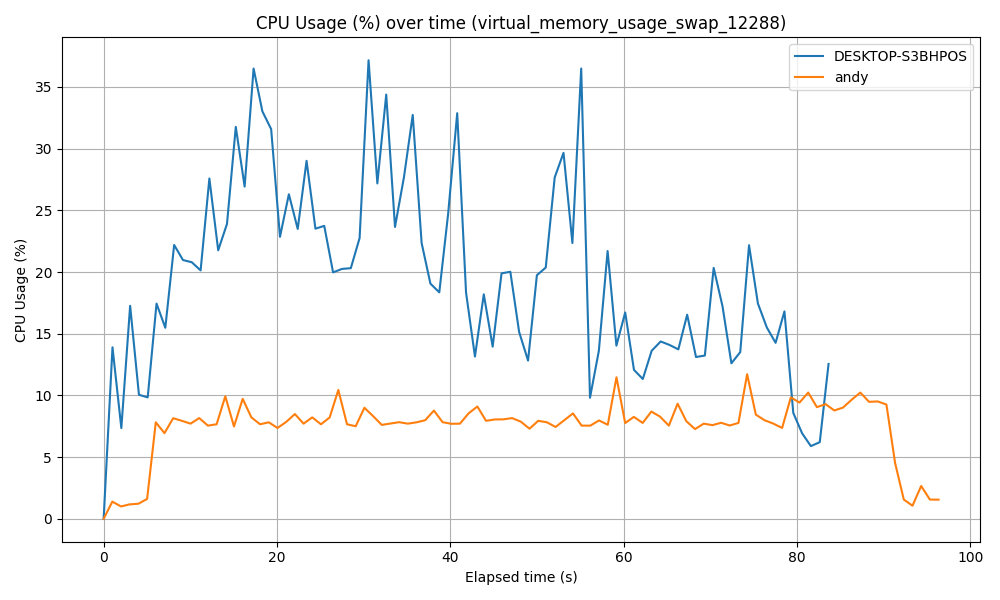 CPU Usage (%) over time (virtual_memory_usage_swap_12288)
DESKTOP-S3BHPOS
andy
CPU Usage (%)
35
30
25
20
15
10
5
0
0 20 40 60 80 100
Elapsed time (s)